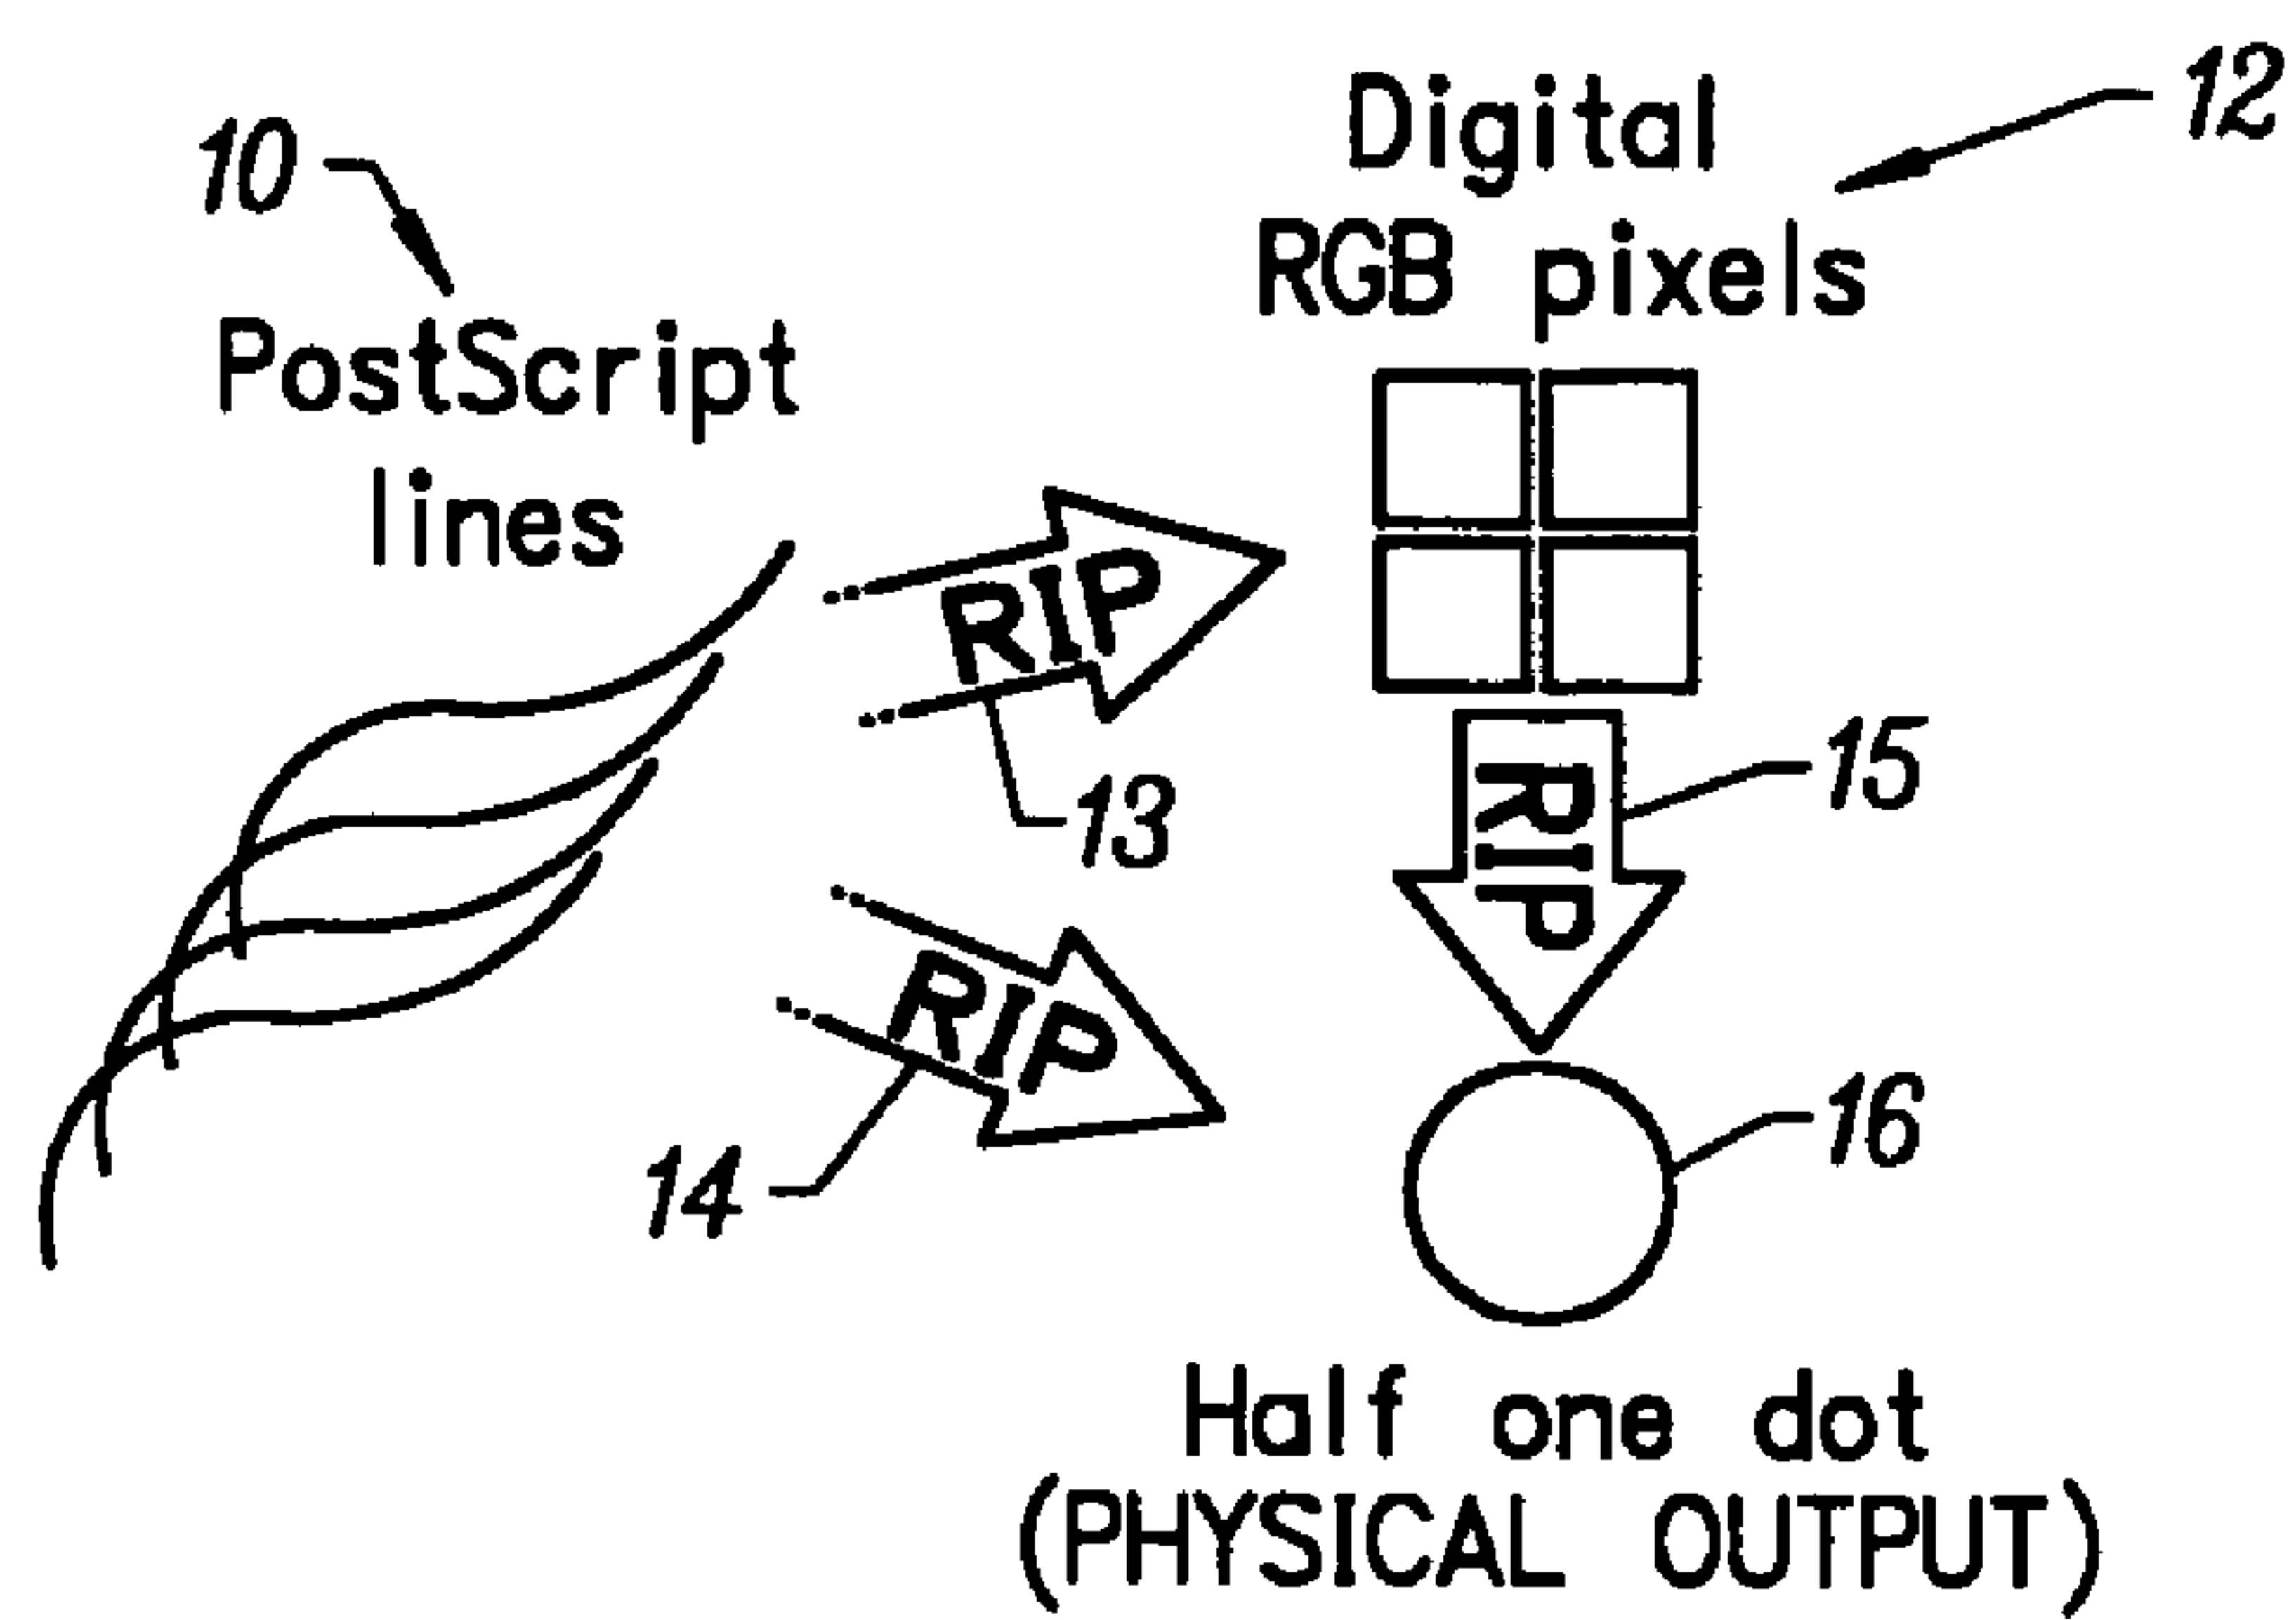 10
PostScript
lines
Digital
RGB pixels
12
RIP
13
RIP
14
RIP
15
16
Half one dot
(PHYSICAL OUTPUT)